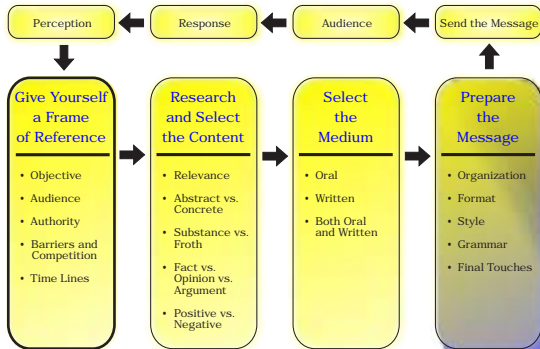 Perception
Response
Audience
Send the Message
Give Yourself
a Frame
of Reference
• Objective
• Audience
• Authority
• Barriers and
Competition
• Time Lines
Research
and Select
the Content
• Relevance
• Abstract vs.
Concrete
• Substance vs.
Froth
• Fact vs.
Opinion vs.
Argument
• Positive vs.
Negative
Select
the
Medium
• Oral
• Written
• Both Oral
and Written
Prepare
the
Message
• Organization
• Format
• Style
• Grammar
• Final Touches